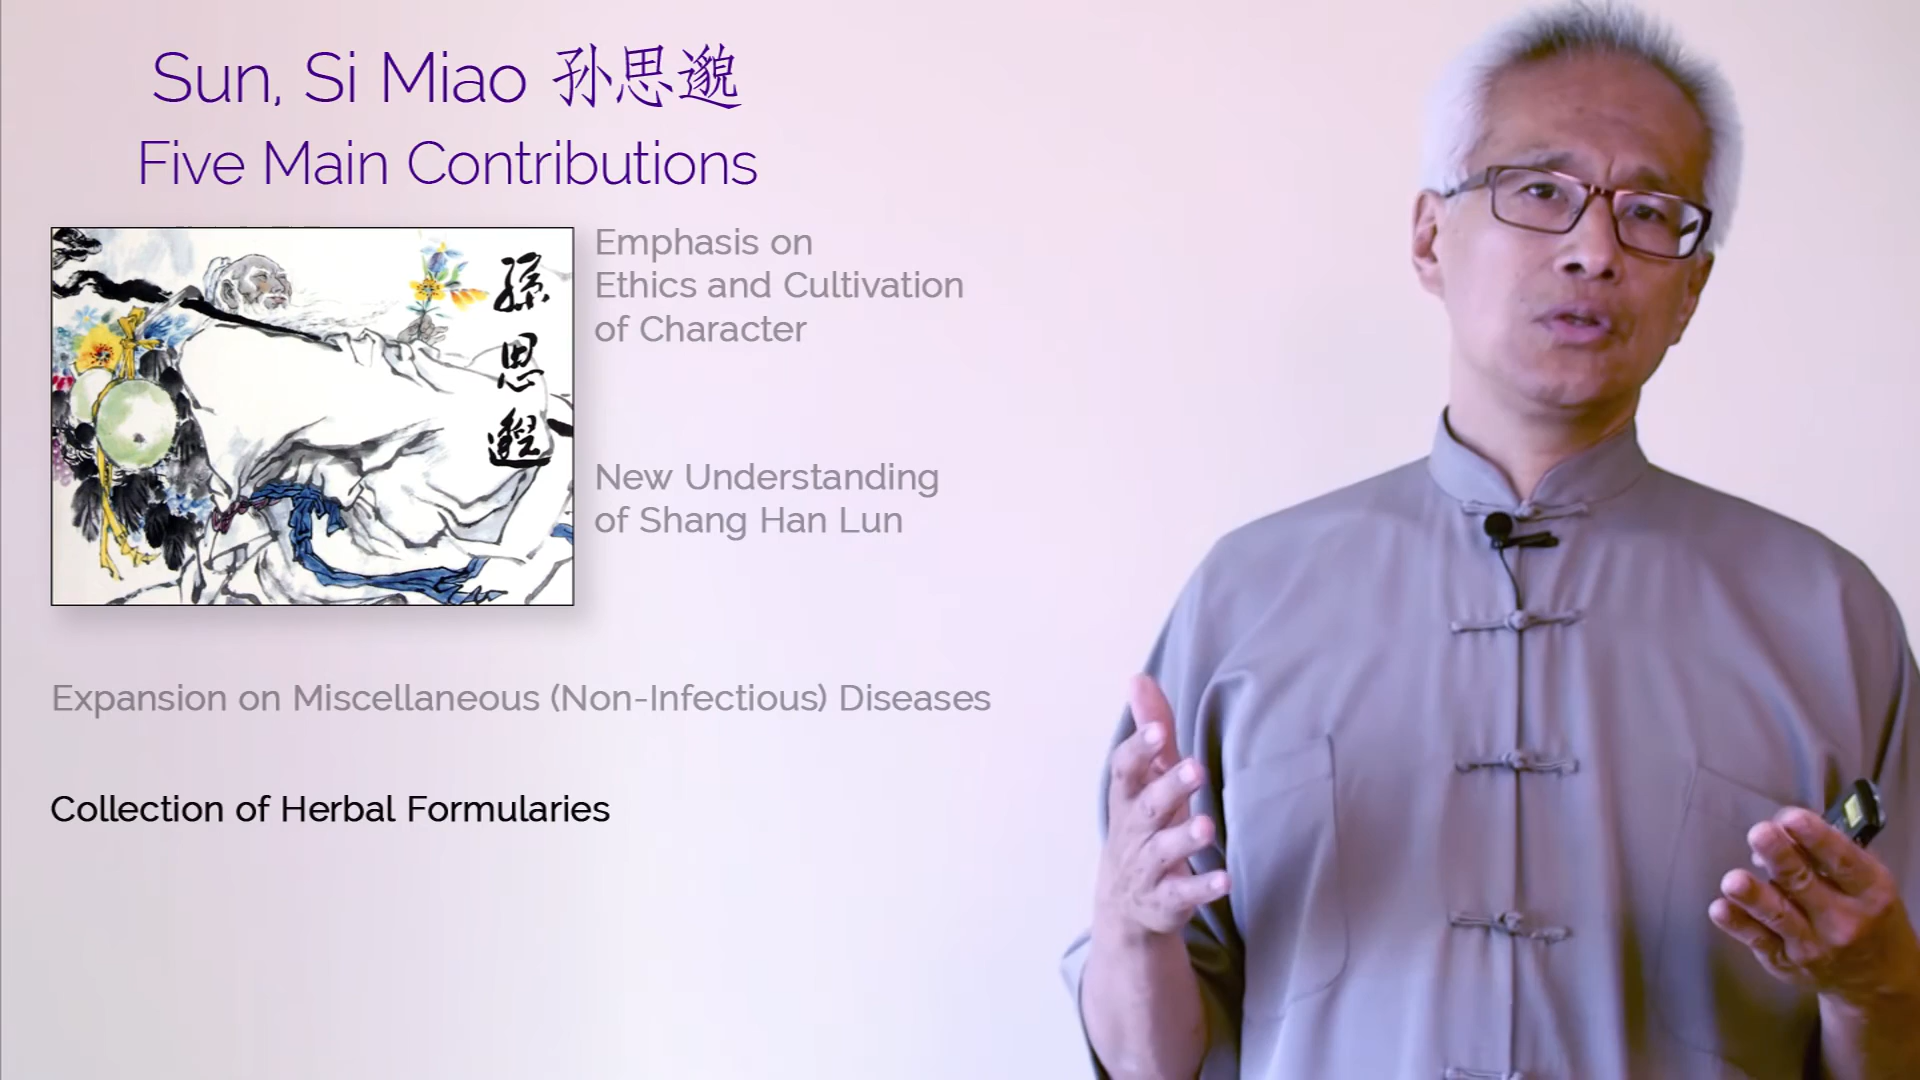 Sun, Si Miao 孙思邈
Five Main Contributions
孫
思
邈
Emphasis on
Ethics and Cultivation
of Character
New Understanding
of Shang Han Lun
Expansion on Miscellaneous (Non-Infectious) Diseases
Collection of Herbal Formularies